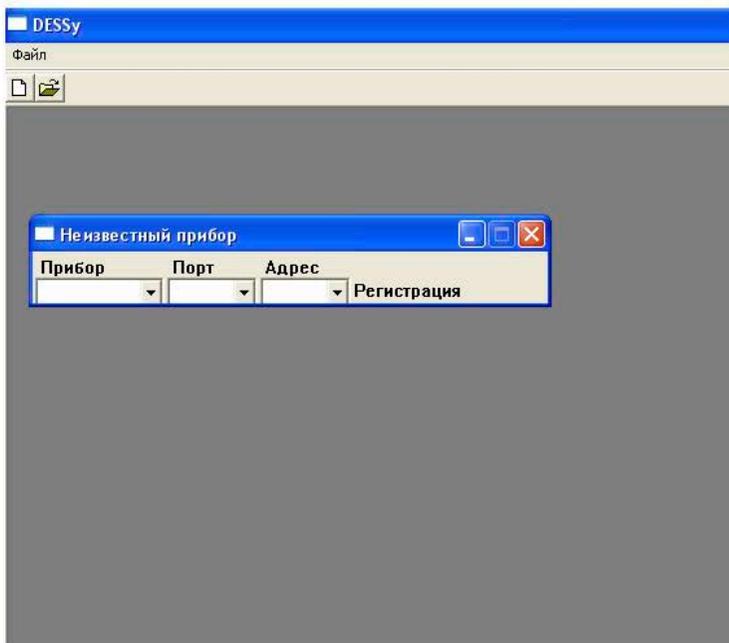 DESSy
Файл
Неизвестный прибор
Прибор Порт Адрес
Регистрация